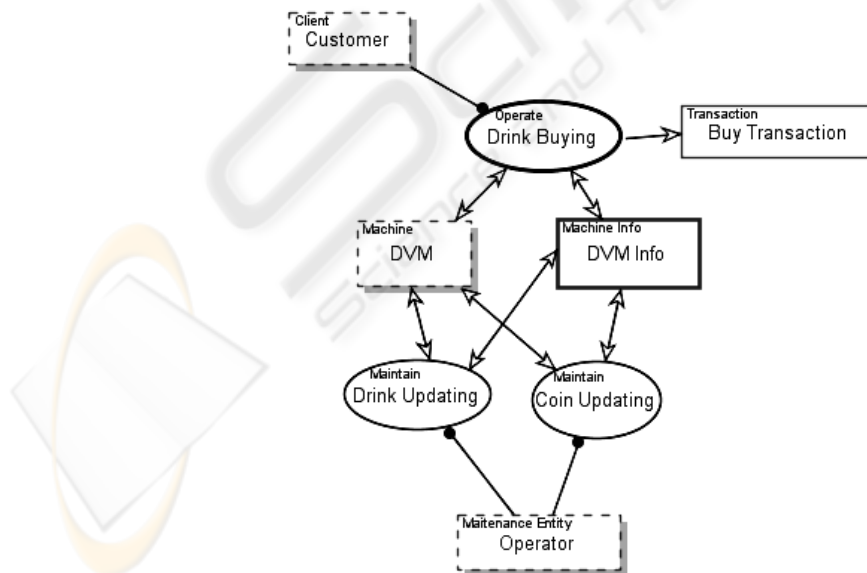 Client
Customer
Operate
Drink Buying
Transaction
Buy Transaction
Machine
DVM
Machine Info
DVM Info
Maintain
Drink Updating
Maintain
Coin Updating
Maitenance Entity
Operator